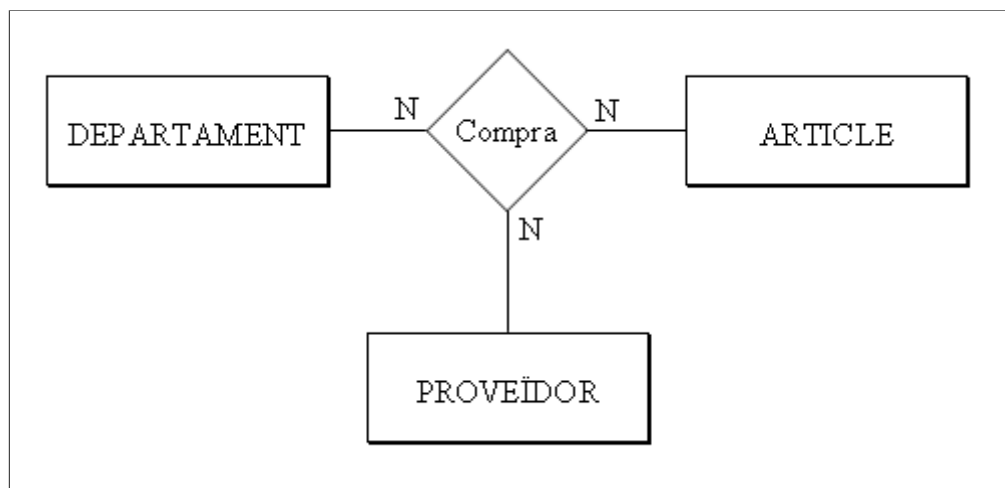 N
N
DEPARTAMENT
Compra
ARTICLE
N
PROVEÏDOR